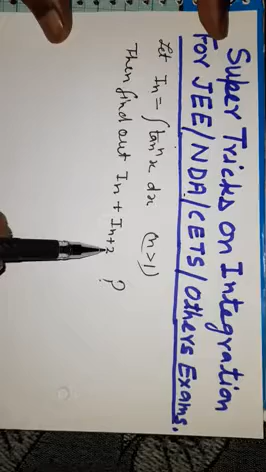 Super Tricks on Integration
For JEE/NDA/CETS/Others Exams.
Let In = ∫tanⁿx dx (n>1)
Then find out In + In+2 ?